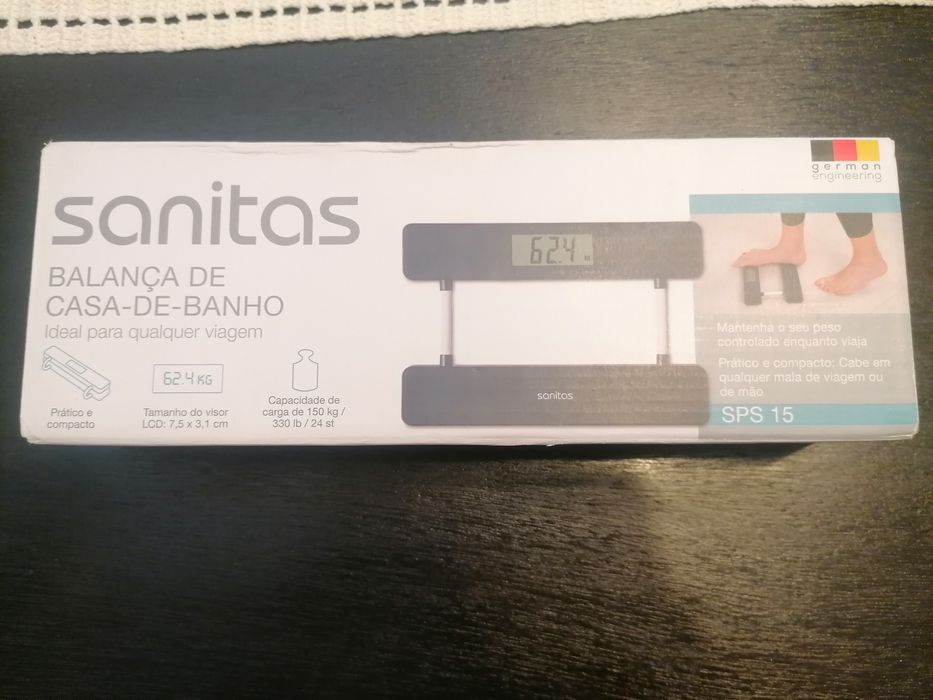 sanitas
BALANÇA DE
CASA-DE-BANHO
Ideal para qualquer viagem
Prático e
compacto
62.4 KG
Tamanho do visor
LCD: 7,5 x 3,1 cm
Capacidade de
carga de 150 kg /
330 lb / 24 st
62.4
sanitas
german
engineering
Mantenha o seu peso
controlado enquanto viaja
Prático e compacto: Cabe em
qualquer mala de viagem ou
de mão
SPS 15